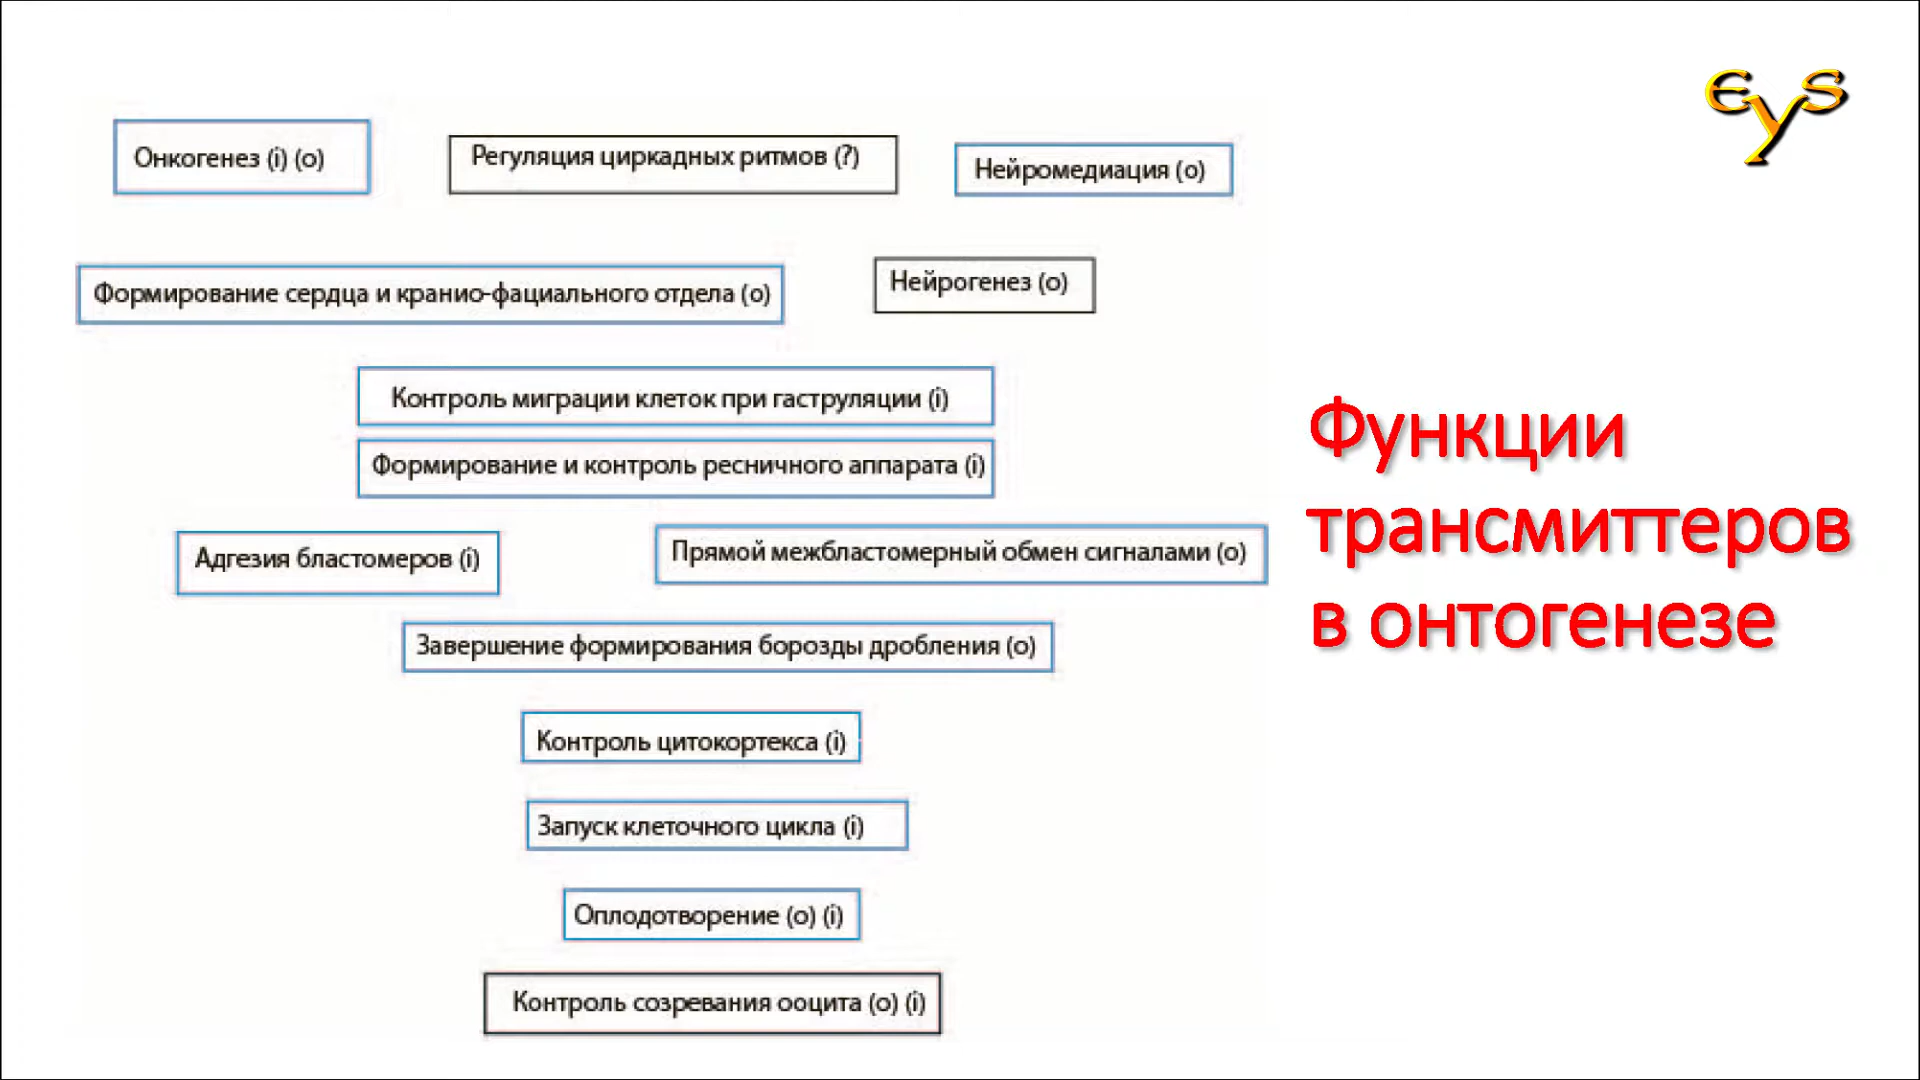 EYS
Онкогенез (i) (o)
Регуляция циркадных ритмов (?)
Нейромедиация (o)
Формирование сердца и кранио-фациального отдела (o)
Нейрогенез (o)
Контроль миграции клеток при гаструляции (i)
Формирование и контроль ресничного аппарата (i)
Адгезия бластомеров (i)
Прямой межбластомерный обмен сигналами (o)
Завершение формирования борозды дробления (o)
Контроль цитокортекса (i)
Запуск клеточного цикла (i)
Оплодотворение (o) (i)
Контроль созревания ооцита (o) (i)
Функции
трансмиттеров
в онтогенезе